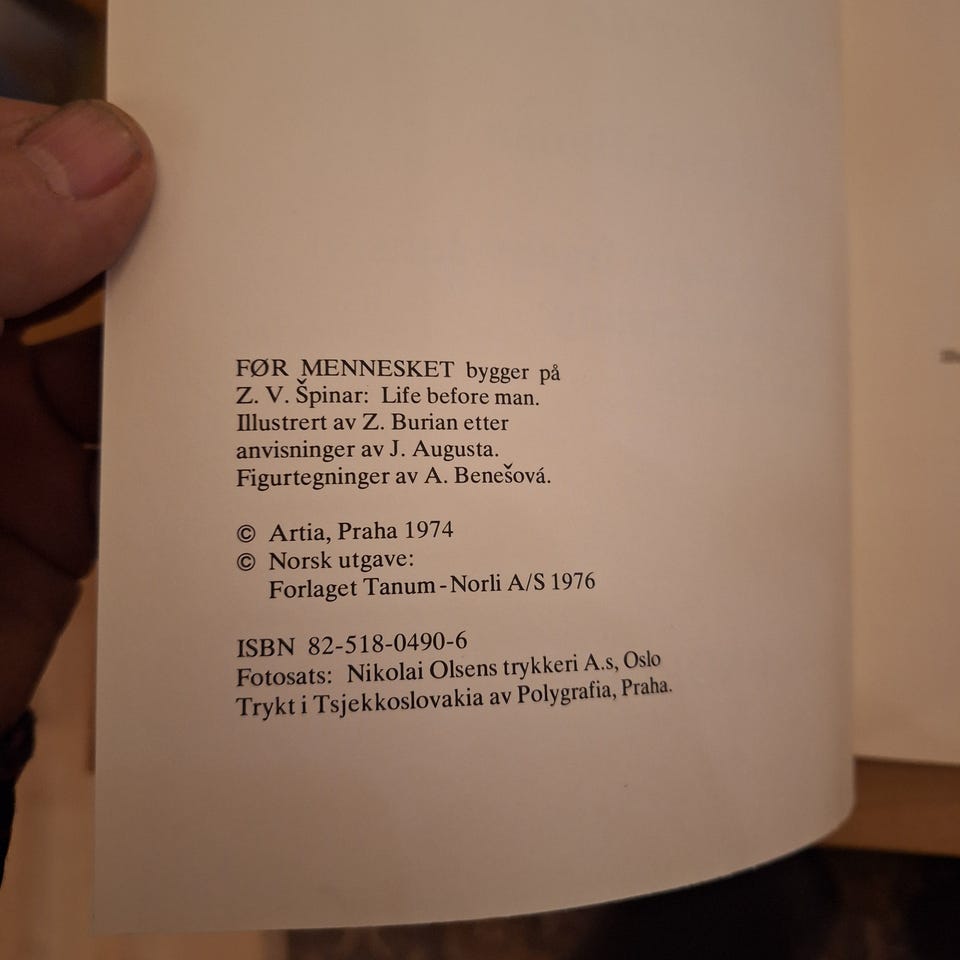 FØR MENNESKET bygger på
Z. V. Špinar: Life before man.
Illustrert av Z. Burian etter
anvisninger av J. Augusta.
Figurtegninger av A. Benešová.
© Artia, Praha 1974
© Norsk utgave:
Forlaget Tanum-Norli A/S 1976
ISBN 82-518-0490-6
Fotosats: Nikolai Olsens trykkeri A.s, Oslo
Trykt i Tsjekkoslovakia av Polygrafia, Praha.